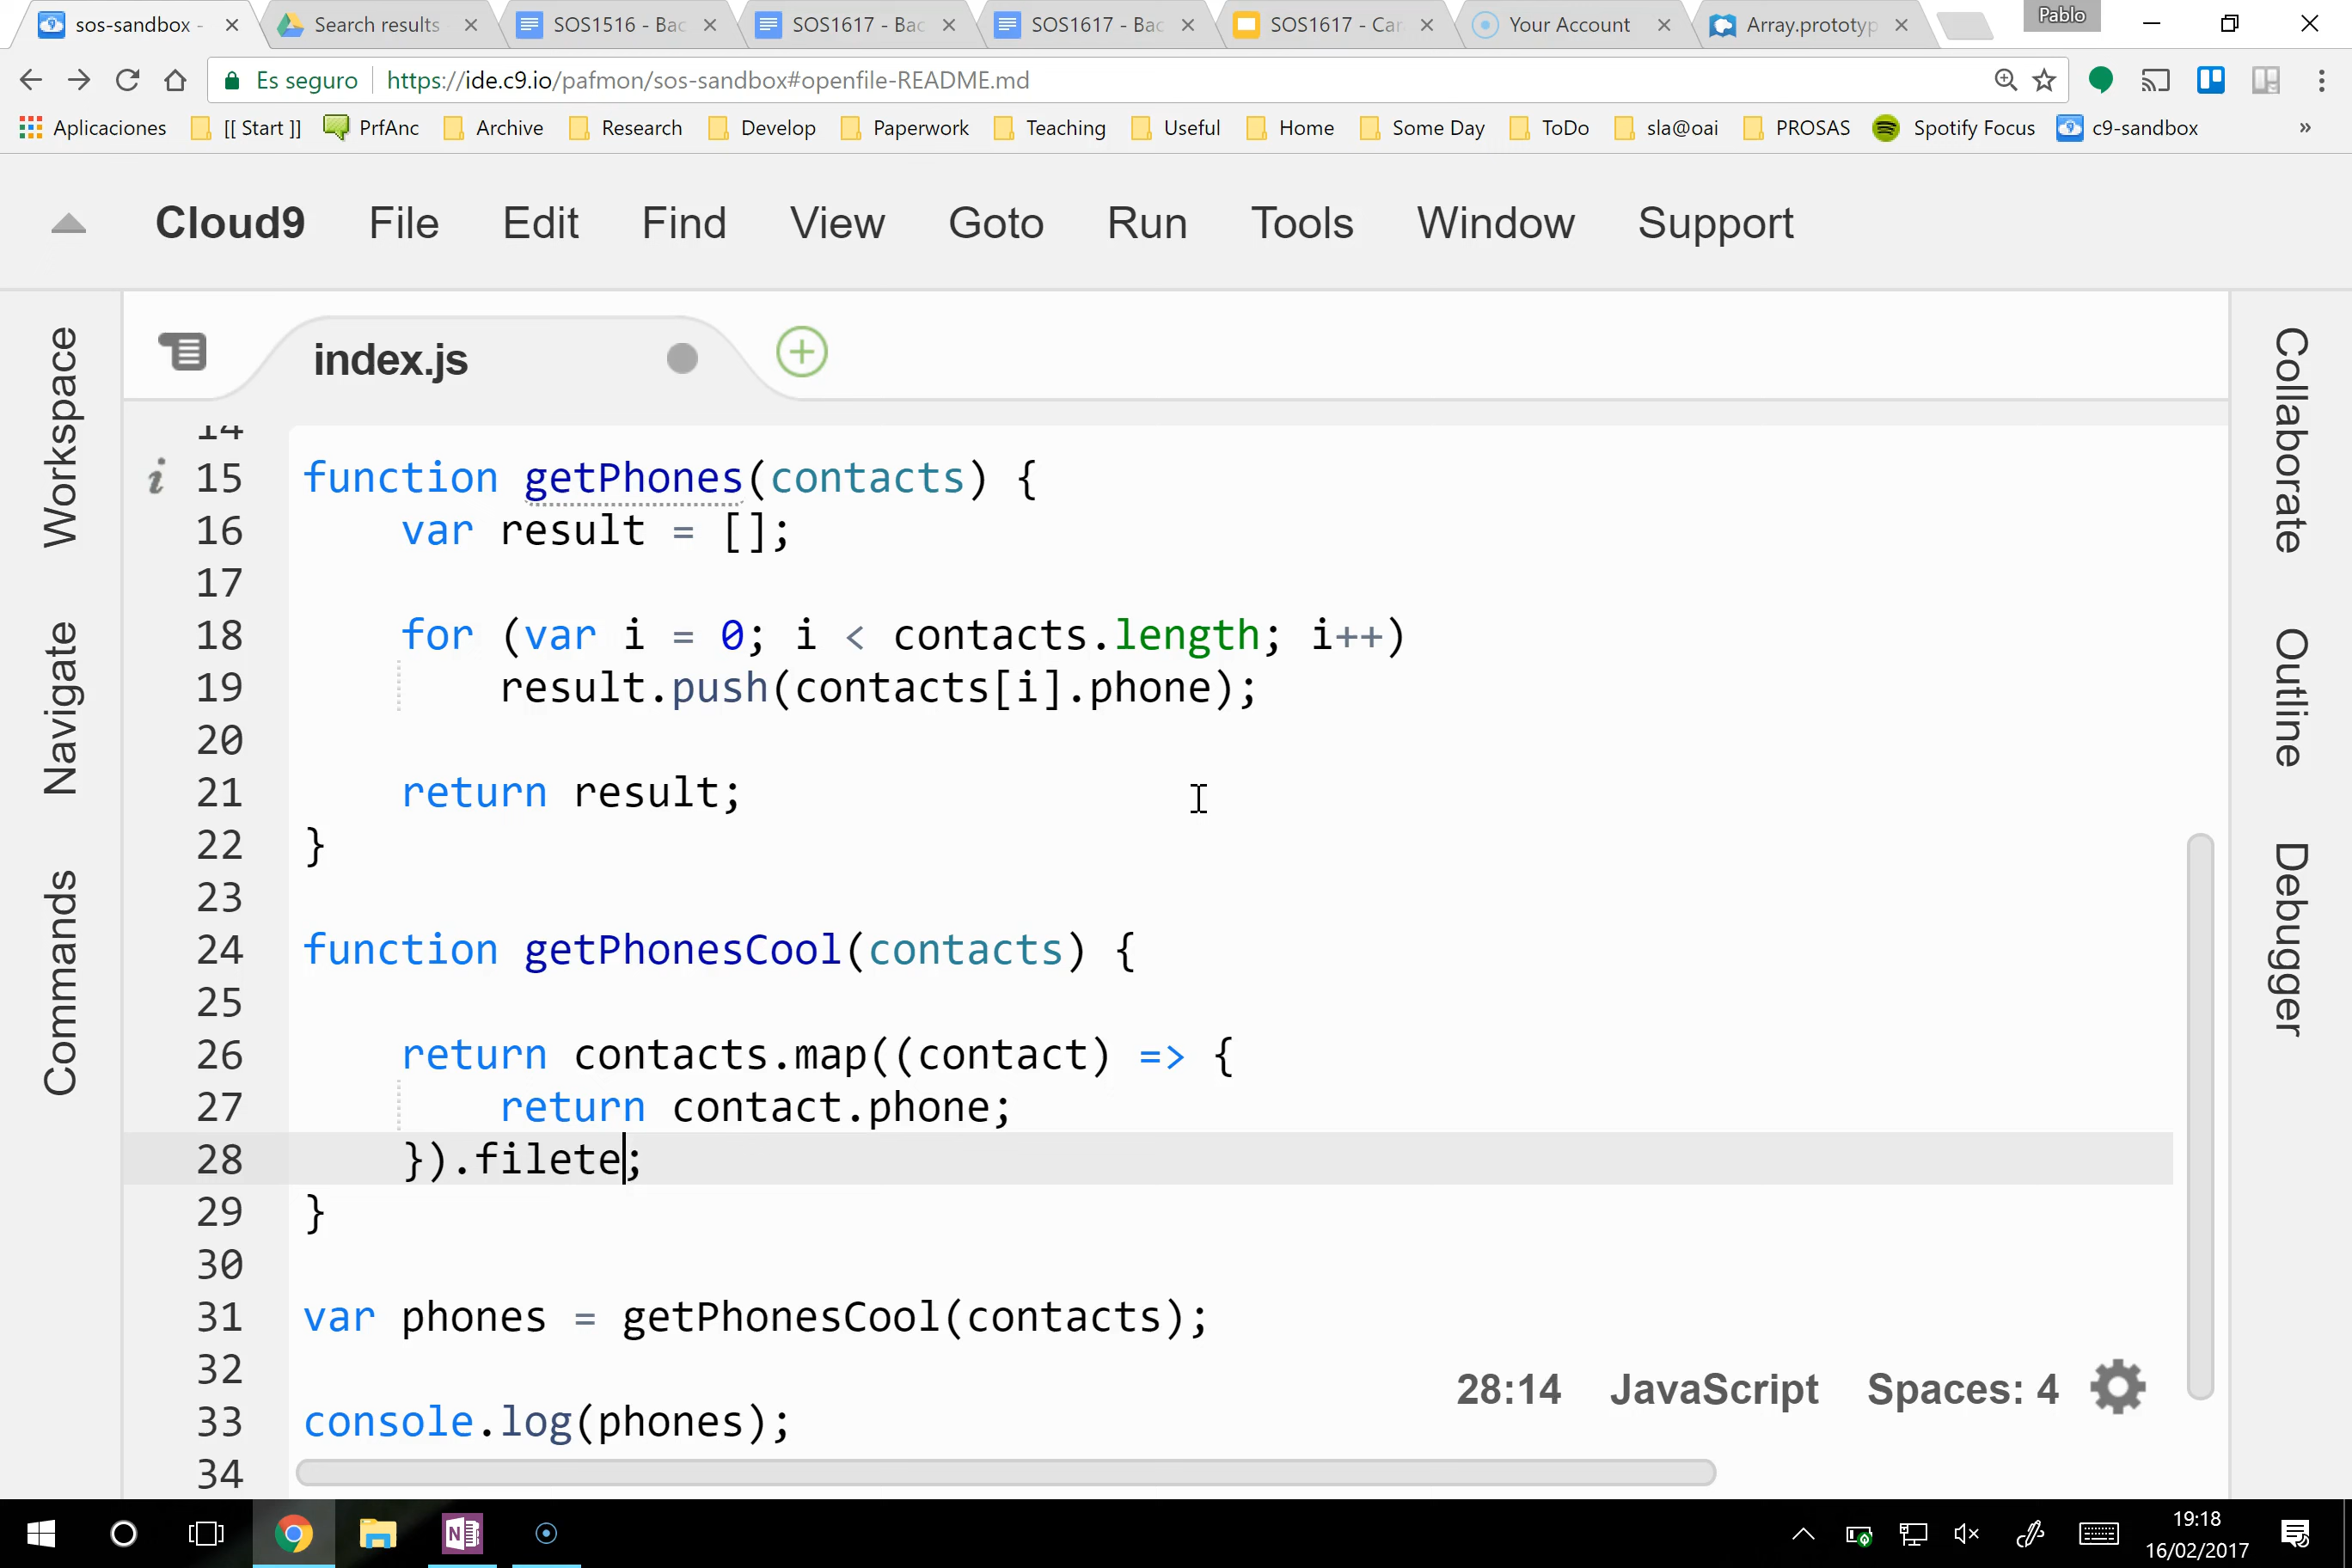 sos-sandbox -
Search results
SOS1516 - Bac
SOS1617 - Bac
SOS1617 - Bac
SOS1617 - Car
Your Account
Array.prototyp
Pablo
Es seguro
https://ide.c9.io/pafmon/sos-sandbox#openfile-README.md
Aplicaciones
[[ Start ]]
PrfAnc
Archive
Research
Develop
Paperwork
Teaching
Useful
Home
Some Day
ToDo
sla@oai
PROSAS
Spotify Focus
c9-sandbox
»
Cloud9 File Edit Find View Goto Run Tools Window Support
Workspace
Navigate
Commands
index.js
14
15 function getPhones(contacts) {
16 var result = [];
17
18 for (var i = 0; i < contacts.length; i++)
19 result.push(contacts[i].phone);
20
21 return result;
22 }
23
24 function getPhonesCool(contacts) {
25
26 return contacts.map((contact) => {
27 return contact.phone;
28 }).filete;
29 }
30
31 var phones = getPhonesCool(contacts);
32
33 console.log(phones);
34
28:14 JavaScript Spaces: 4
Collaborate
Outline
Debugger
19:18
16/02/2017